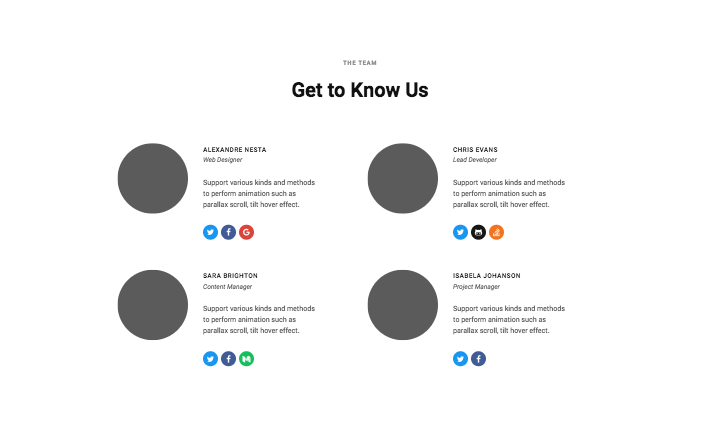 THE TEAM
Get to Know Us
ALEXANDRE NESTA
Web Designer
Support various kinds and methods
to perform animation such as
parallax scroll, tilt hover effect.
CHRIS EVANS
Lead Developer
Support various kinds and methods
to perform animation such as
parallax scroll, tilt hover effect.
SARA BRIGHTON
Content Manager
Support various kinds and methods
to perform animation such as
parallax scroll, tilt hover effect.
ISABELA JOHANSON
Project Manager
Support various kinds and methods
to perform animation such as
parallax scroll, tilt hover effect.